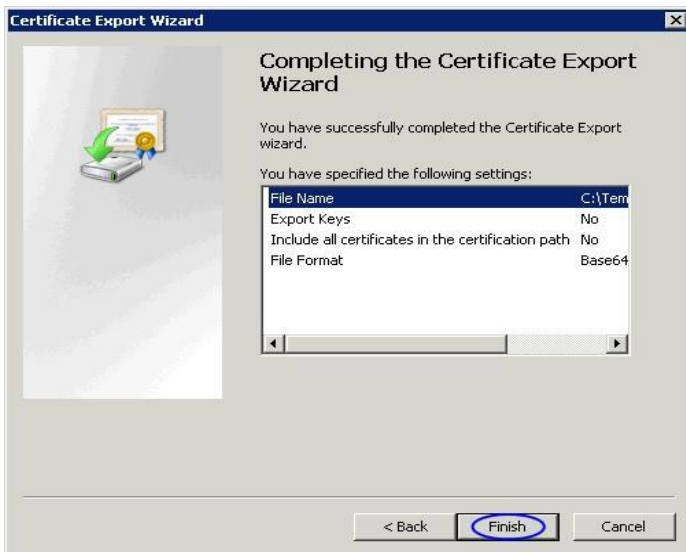 Certificate Export Wizard
Completing the Certificate Export
Wizard
You have successfully completed the Certificate Export
wizard.
You have specified the following settings:
File Name C:\Tem
Export Keys No
Include all certificates in the certification path No
File Format Base64
< Back Finish Cancel